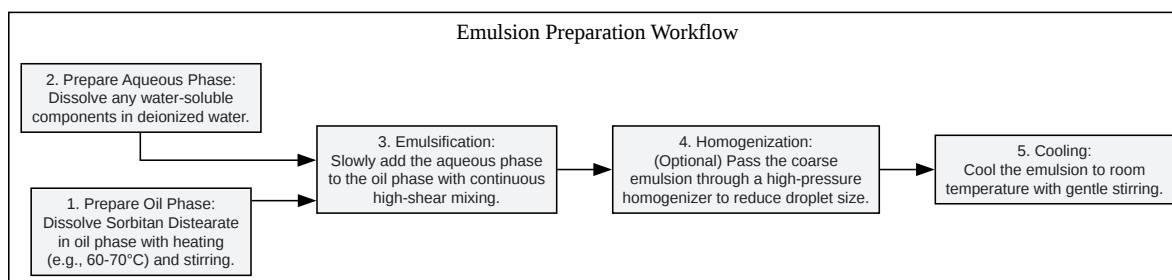 Emulsion Preparation Workflow
2. Prepare Aqueous Phase:
Dissolve any water-soluble
components in deionized water.
1. Prepare Oil Phase:
Dissolve Sorbitan Distearate
in oil phase with heating
(e.g., 60-70°C) and stirring.
3. Emulsification:
Slowly add the aqueous phase
to the oil phase with continuous
high-shear mixing.
4. Homogenization:
(Optional) Pass the coarse
emulsion through a high-pressure
homogenizer to reduce droplet size.
5. Cooling:
Cool the emulsion to room
temperature with gentle stirring.